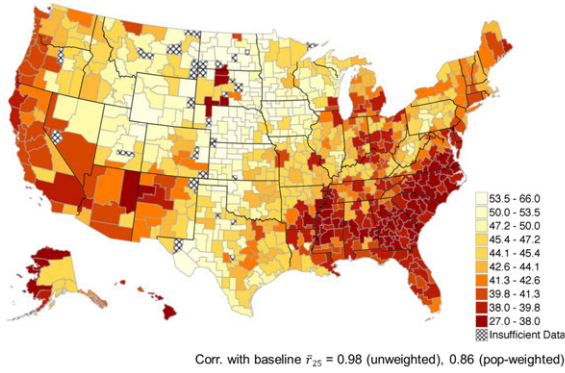 53.5 - 66.0
50.0 - 53.5
47.2 - 50.0
45.4 - 47.2
44.1 - 45.4
42.6 - 44.1
41.3 - 42.6
39.8 - 41.3
38.0 - 39.8
27.0 - 38.0
Insufficient Data
Corr. with baseline r̄₂₅ = 0.98 (unweighted), 0.86 (pop-weighted)